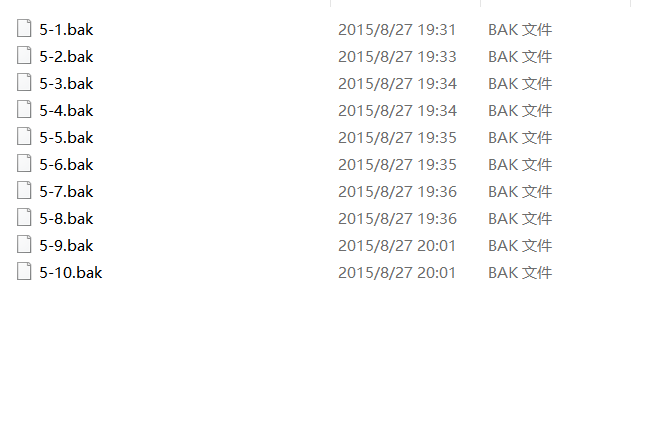 5-1.bak 2015/8/27 19:31 BAK 文件
5-2.bak 2015/8/27 19:33 BAK 文件
5-3.bak 2015/8/27 19:34 BAK 文件
5-4.bak 2015/8/27 19:34 BAK 文件
5-5.bak 2015/8/27 19:35 BAK 文件
5-6.bak 2015/8/27 19:35 BAK 文件
5-7.bak 2015/8/27 19:36 BAK 文件
5-8.bak 2015/8/27 19:36 BAK 文件
5-9.bak 2015/8/27 20:01 BAK 文件
5-10.bak 2015/8/27 20:01 BAK 文件